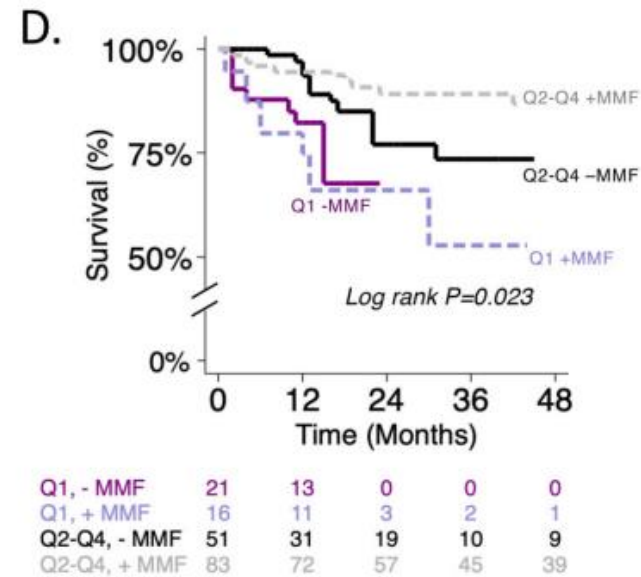 D.
100%
75%
50%
0%
Survival (%)
Q2-Q4 +MMF
Q2-Q4 –MMF
Q1 -MMF
Q1 +MMF
Log rank P=0.023
0 12 24 36 48
Time (Months)
Q1, - MMF 21 13 0 0 0
Q1, + MMF 16 11 3 2 1
Q2-Q4, - MMF 51 31 19 10 9
Q2-Q4, + MMF 83 72 57 45 39